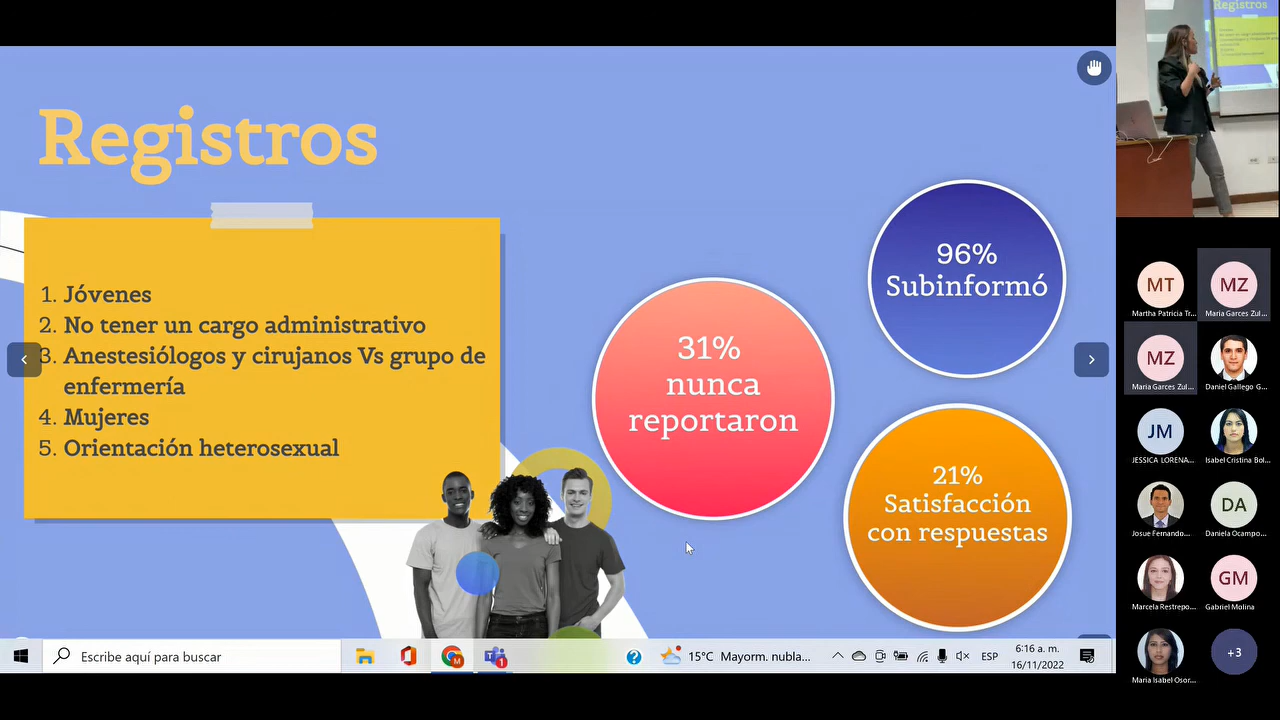 Registros
1. Jóvenes
2. No tener un cargo administrativo
3. Anestesiólogos y cirujanos Vs grupo de
enfermería
4. Mujeres
5. Orientación heterosexual
31%
nunca
reportaron
96%
Subinformó
21%
Satisfacción
con respuestas
Registros
MT
Martha Patricia Tr...
MZ
Maria Garces Zul...
MZ
Maria Garces Zul...
Daniel Gallego G...
JM
JESSICA LORENA...
Isabel Cristina Bol...
Josue Fernando...
DA
Daniela Ocampo...
Marcela Restrepo...
GM
Gabriel Molina
Maria Isabel Osor...
+3
Escribe aquí para buscar
15°C Mayorm. nubla...
ESP
6:16 a. m.
16/11/2022